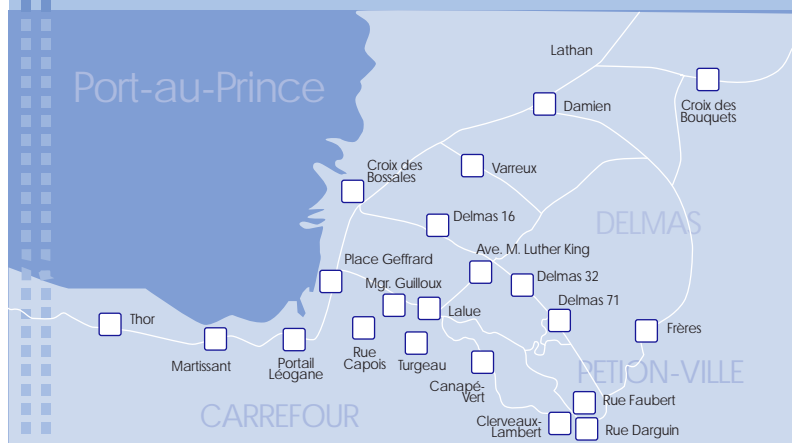 Lathan
Port-au-Prince
Damien
Croix des
Bouquets
Croix des
Bossales
Varreux
Delmas 16
DELMAS
Ave. M. Luther King
Place Geffrard
Mgr. Guilloux
Delmas 32
Delmas 71
Lalue
Thor
Frères
Martissant
Portail
Léogane
Rue
Capois
Turgeau
Canapé-
Vert
PETION-VILLE
Rue Faubert
CARREFOUR
Clerveaux-
Lambert
Rue Darguin